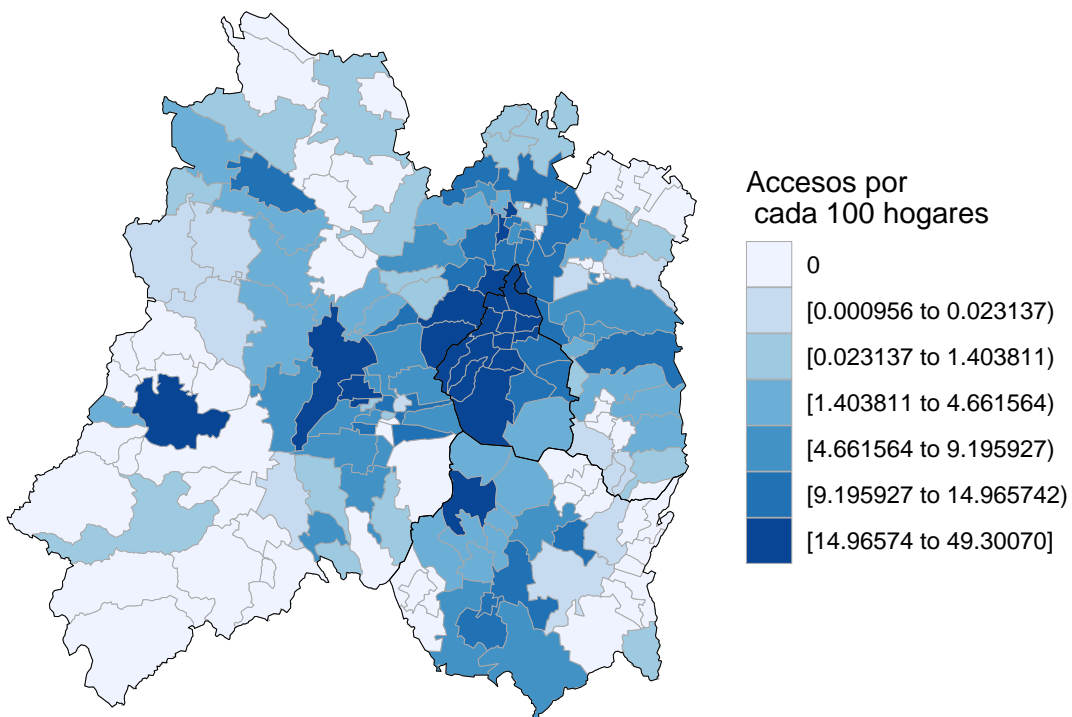 Accesos por
cada 100 hogares
0
[0.000956 to 0.023137)
[0.023137 to 1.403811)
[1.403811 to 4.661564)
[4.661564 to 9.195927)
[9.195927 to 14.965742)
[14.96574 to 49.30070]